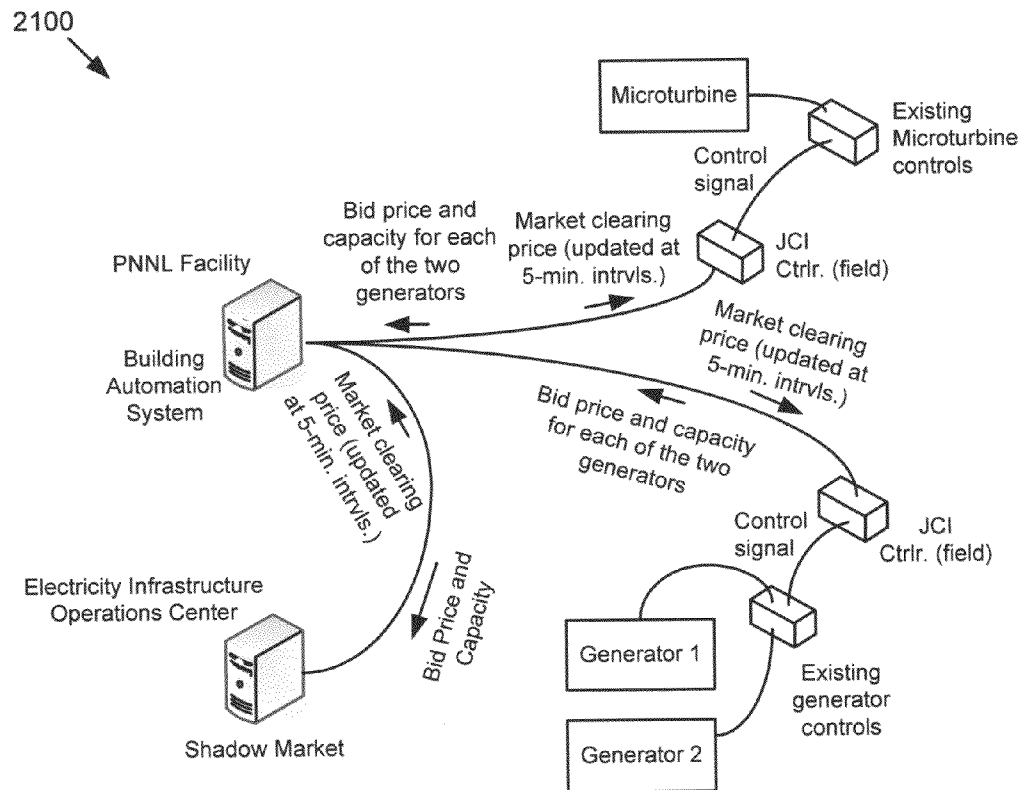 2100
Microturbine
Existing
Microturbine
controls
Control
signal
Bid price and
capacity for each
of the two
generators
Market clearing
price (updated at
5-min. intrvls.)
JCI
Ctrlr. (field)
PNNL Facility
Building
Automation
System
Market clearing
price (updated at
5-min. intrvls.)
Bid price and capacity
for each of the two
generators
Market clearing
price (updated
at 5-min. intrvls.)
Control
signal
JCI
Ctrlr. (field)
Electricity Infrastructure
Operations Center
Bid Price and
Capacity
Generator 1
Existing
generator
controls
Shadow Market
Generator 2